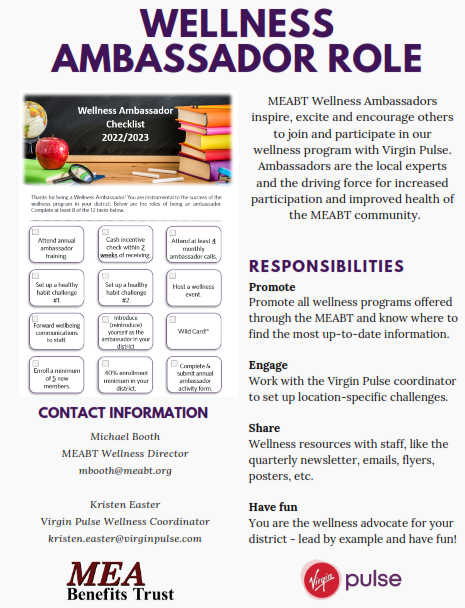 WELLNESS
AMBASSADOR ROLE
Wellness Ambassador
Checklist
2022/2023
Thanks for being a Wellness Ambassador! You are instrumental to the success of the
wellness program in your district. Below are the roles of being an ambassador.
Complete at least 8 of the 12 tasks below.
Attend annual
ambassador
training.
Cash incentive
check within 2
weeks of receiving.
Attend at least 4
monthly
ambassador calls.
Set up a healthy
habit challenge
#1.
Set up a healthy
habit challenge
#2.
Host a wellness
event.
Forward wellbeing
communications
to staff.
Introduce
(reintroduce)
yourself as the
ambassador in your
district
Wild Card!*
Enroll a minimum
of 5 new
members.
40% enrollment
minimum in your
district.
Complete &
submit annual
ambassador
activity form.
CONTACT INFORMATION
Michael Booth
MEABT Wellness Director
mbooth@meabt.org
Kristen Easter
Virgin Pulse Wellness Coordinator
kristen.easter@virginpulse.com
MEA
Benefits Trust
MEABT Wellness Ambassadors
inspire, excite and encourage others
to join and participate in our
wellness program with Virgin Pulse.
Ambassadors are the local experts
and the driving force for increased
participation and improved health of
the MEABT community.
RESPONSIBILITIES
Promote
Promote all wellness programs offered
through the MEABT and know where to
find the most up-to-date information.
Engage
Work with the Virgin Pulse coordinator
to set up location-specific challenges.
Share
Wellness resources with staff, like the
quarterly newsletter, emails, flyers,
posters, etc.
Have fun
You are the wellness advocate for your
district - lead by example and have fun!
Virgin pulse